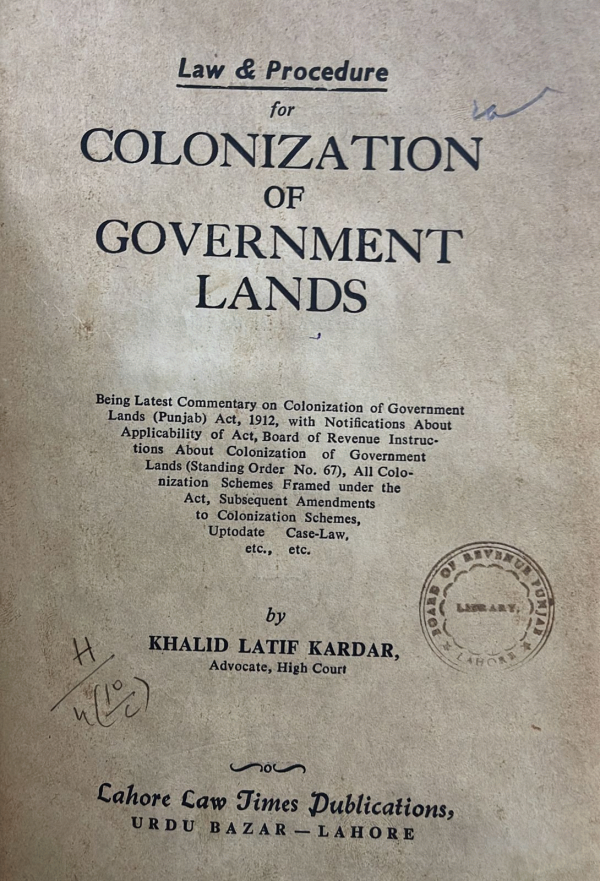 Law & Procedure
for
COLONIZATION
OF
GOVERNMENT
LANDS
Being Latest Commentary on Colonization of Government
Lands (Punjab) Act, 1912, with Notifications About
Applicability of Act, Board of Revenue Instruc-
tions About Colonization of Government
Lands (Standing Order No. 67), All Colo-
nization Schemes Framed under the
Act, Subsequent Amendments
to Colonization Schemes,
Uptodate Case-Law,
etc., etc.
BOARD OF REVENUE PUNJAB
LIBRARY.
LAHORE
by
KHALID LATIF KARDAR,
Advocate, High Court
H
Lahore Law Times Publications,
URDU BAZAR — LAHORE